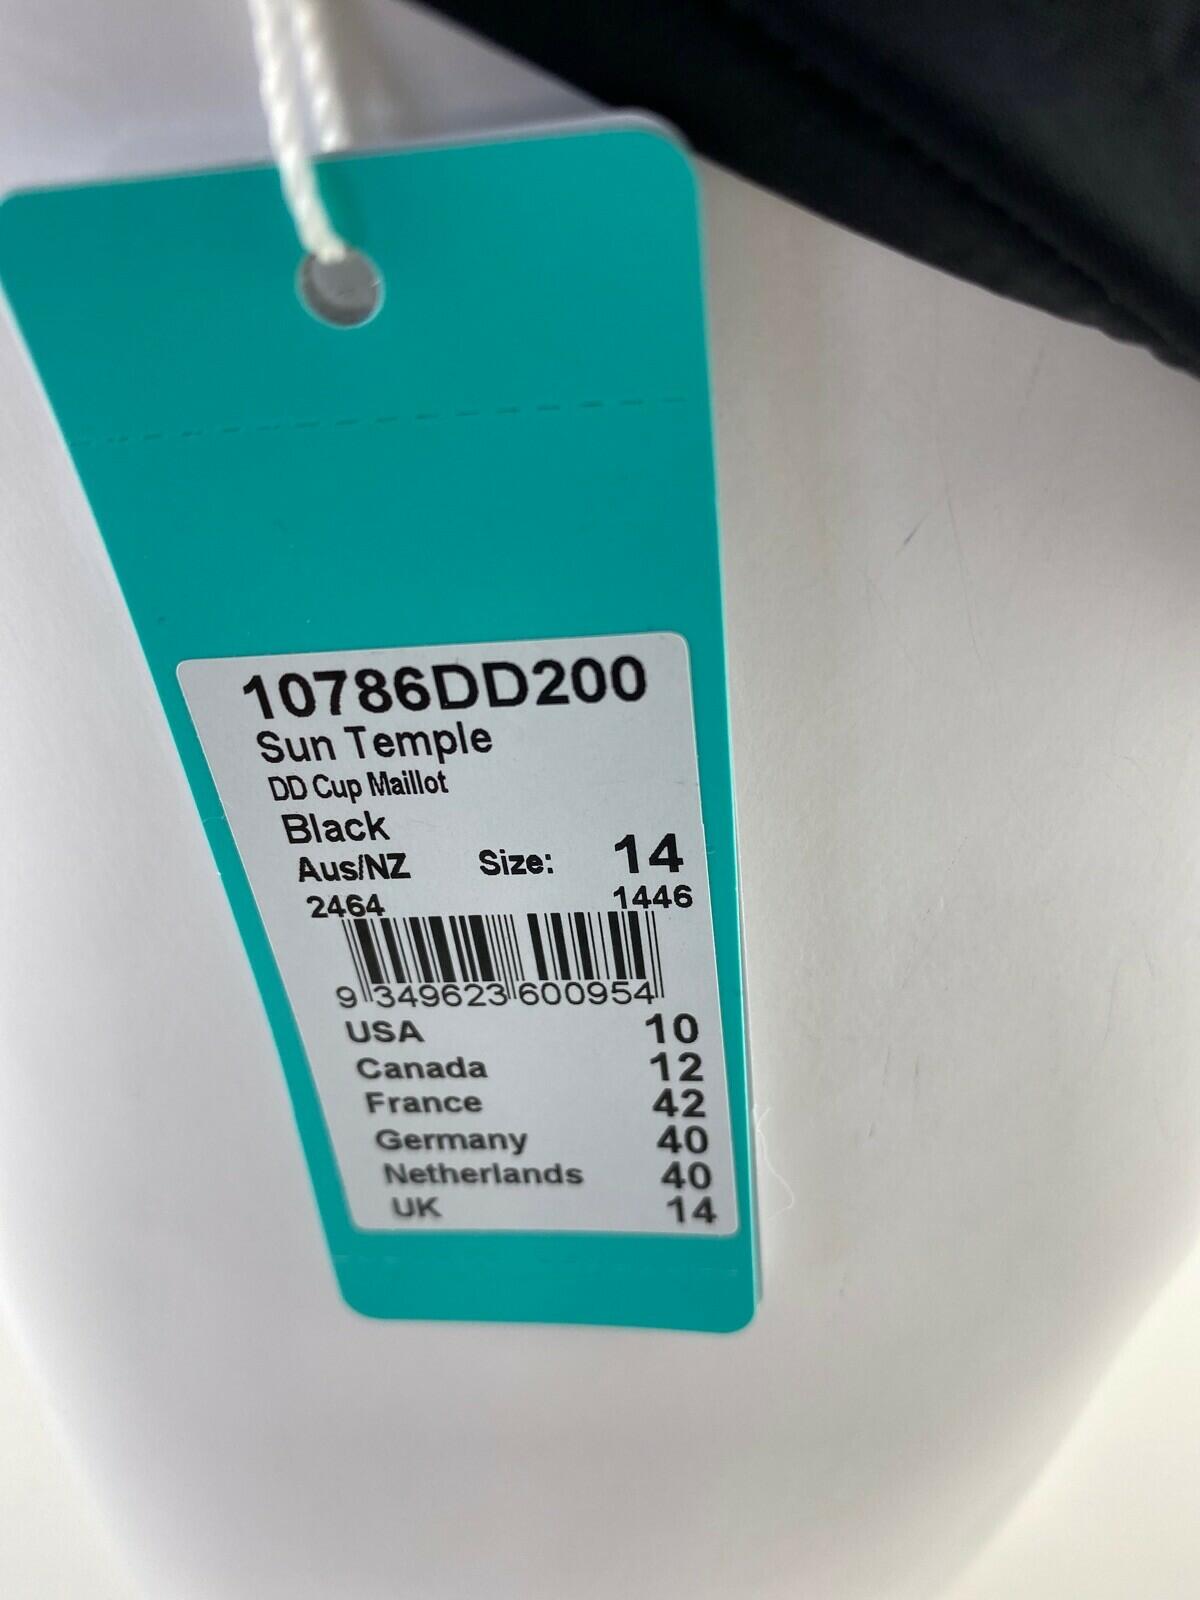 10786DD200
Sun Temple
DD Cup Maillot
Black
Aus/NZ Size: 14
2464 1446
9 349623 600954
USA 10
Canada 12
France 42
Germany 40
Netherlands 40
UK 14